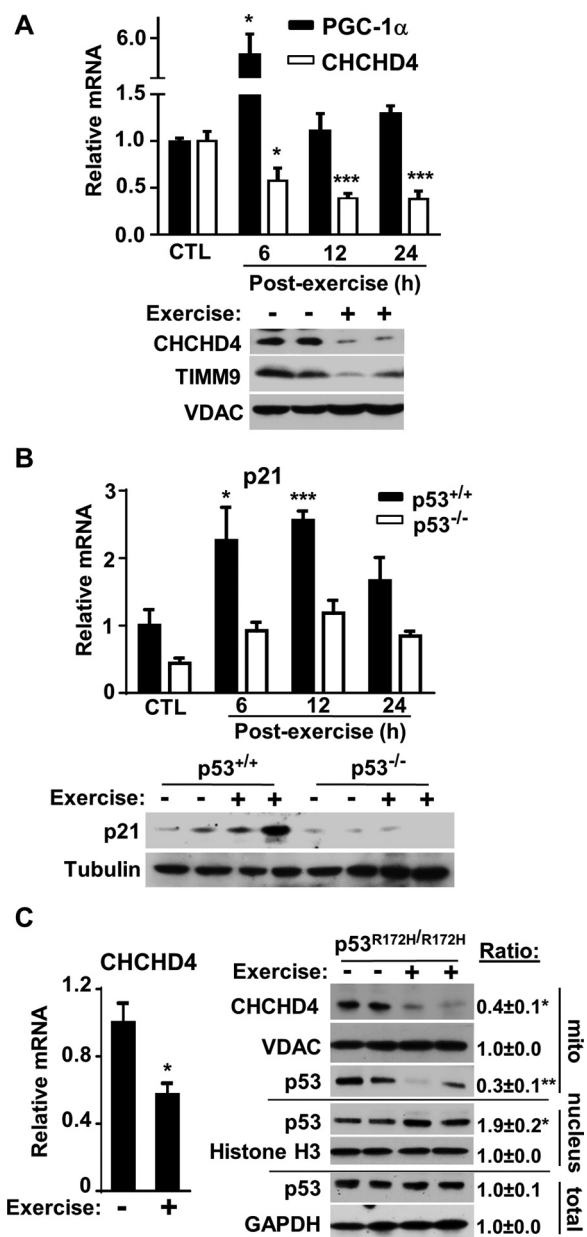 A
PGC-1α
CHCHD4
Relative mRNA
6.0
1.5
1.0
0.5
0.0
*
*
***
***
CTL 6 12 24
Post-exercise (h)
Exercise: - - + +
CHCHD4
TIMM9
VDAC
B
p21
p53+/+
p53-/-
Relative mRNA
3
2
1
0
* ***
CTL 6 12 24
Post-exercise (h)
p53+/+ p53-/-
Exercise: - - + + - - + +
p21
Tubulin
C
CHCHD4
Relative mRNA
1.2
0.6
0
*
Exercise: - +
p53R172H/R172H Ratio:
Exercise: - - + +
CHCHD4 0.4±0.1*
VDAC 1.0±0.0
p53 0.3±0.1**
mito
p53 1.9±0.2*
Histone H3 1.0±0.0
nucleus
p53 1.0±0.1
GAPDH 1.0±0.0
total